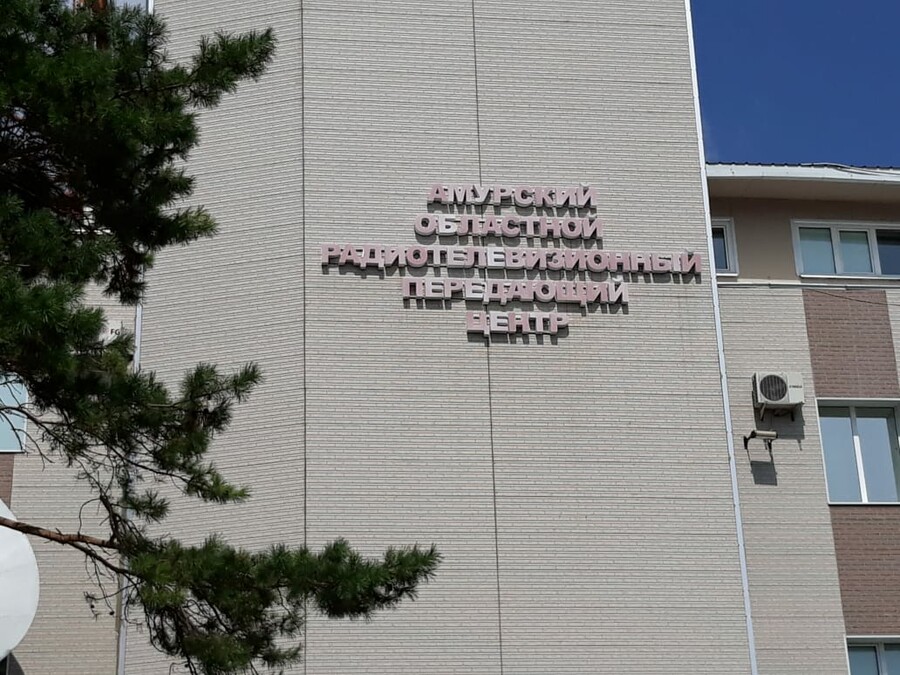 АМУРСКИЙ
ОБЛАСТНОЙ
РАДИОТЕЛЕВИЗИОННЫЙ
ПЕРЕДАЮЩИЙ
ЦЕНТР